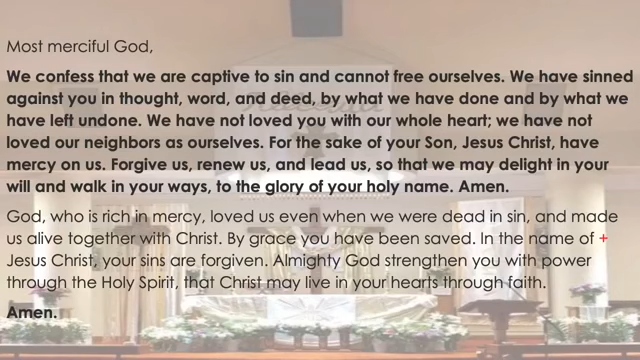 Most merciful God,
We confess that we are captive to sin and cannot free ourselves. We have sinned
against you in thought, word, and deed, by what we have done and by what we
have left undone. We have not loved you with our whole heart; we have not
loved our neighbors as ourselves. For the sake of your Son, Jesus Christ, have
mercy on us. Forgive us, renew us, and lead us, so that we may delight in your
will and walk in your ways, to the glory of your holy name. Amen.
God, who is rich in mercy, loved us even when we were dead in sin, and made
us alive together with Christ. By grace you have been saved. In the name of +
Jesus Christ, your sins are forgiven. Almighty God strengthen you with power
through the Holy Spirit, that Christ may live in your hearts through faith.
Amen.